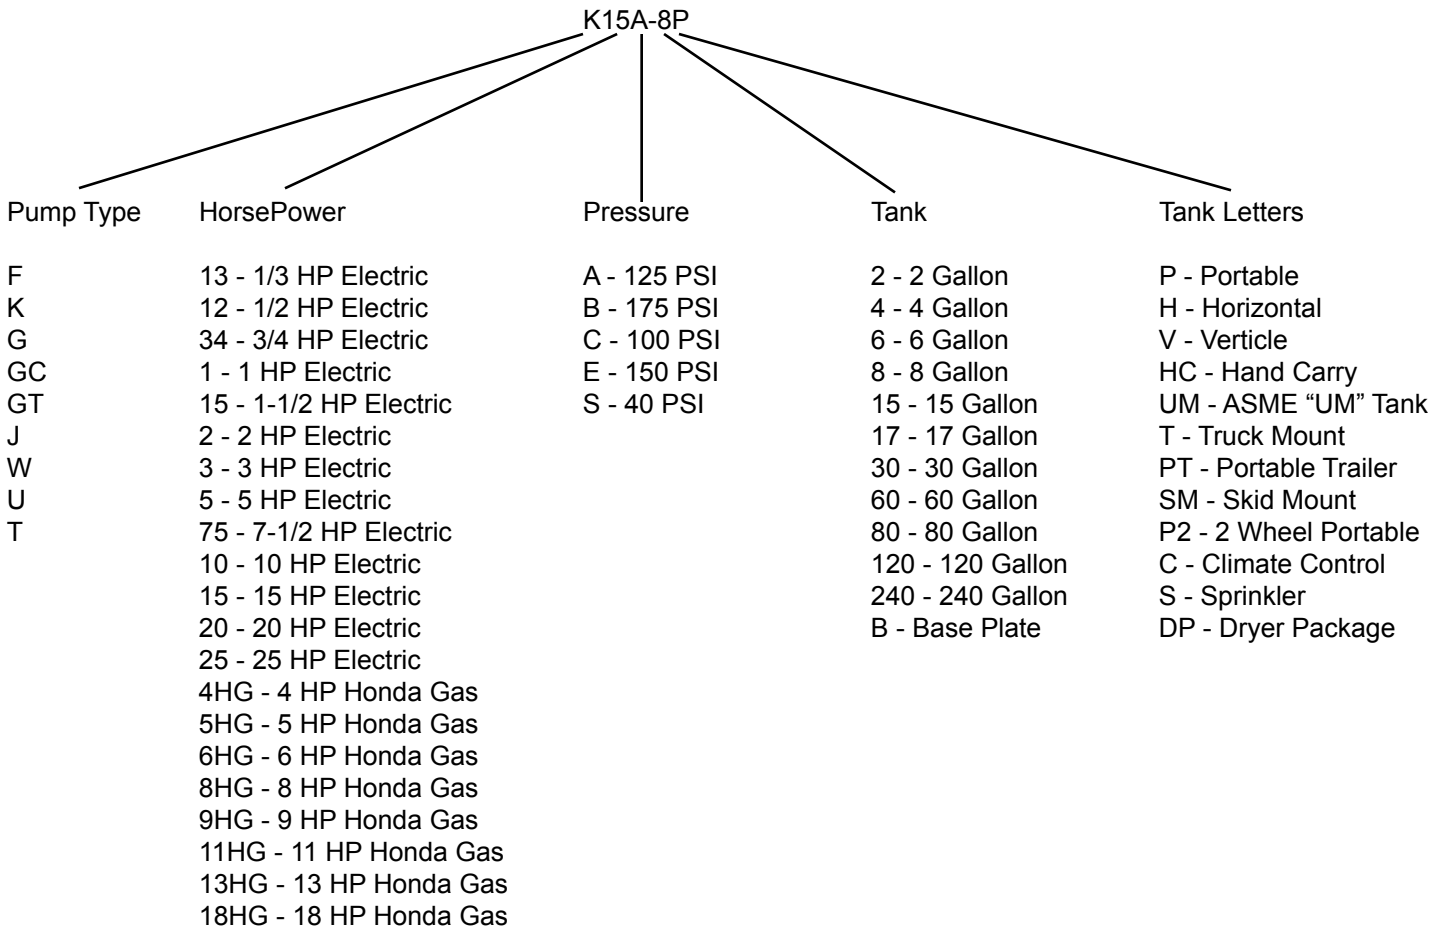 K15A-8P
Pump Type
F
K
G
GC
GT
J
W
U
T
HorsePower
13 - 1/3 HP Electric
12 - 1/2 HP Electric
34 - 3/4 HP Electric
1 - 1 HP Electric
15 - 1-1/2 HP Electric
2 - 2 HP Electric
3 - 3 HP Electric
5 - 5 HP Electric
75 - 7-1/2 HP Electric
10 - 10 HP Electric
15 - 15 HP Electric
20 - 20 HP Electric
25 - 25 HP Electric
4HG - 4 HP Honda Gas
5HG - 5 HP Honda Gas
6HG - 6 HP Honda Gas
8HG - 8 HP Honda Gas
9HG - 9 HP Honda Gas
11HG - 11 HP Honda Gas
13HG - 13 HP Honda Gas
18HG - 18 HP Honda Gas
Pressure
A - 125 PSI
B - 175 PSI
C - 100 PSI
E - 150 PSI
S - 40 PSI
Tank
2 - 2 Gallon
4 - 4 Gallon
6 - 6 Gallon
8 - 8 Gallon
15 - 15 Gallon
17 - 17 Gallon
30 - 30 Gallon
60 - 60 Gallon
80 - 80 Gallon
120 - 120 Gallon
240 - 240 Gallon
B - Base Plate
Tank Letters
P - Portable
H - Horizontal
V - Verticle
HC - Hand Carry
UM - ASME “UM” Tank
T - Truck Mount
PT - Portable Trailer
SM - Skid Mount
P2 - 2 Wheel Portable
C - Climate Control
S - Sprinkler
DP - Dryer Package